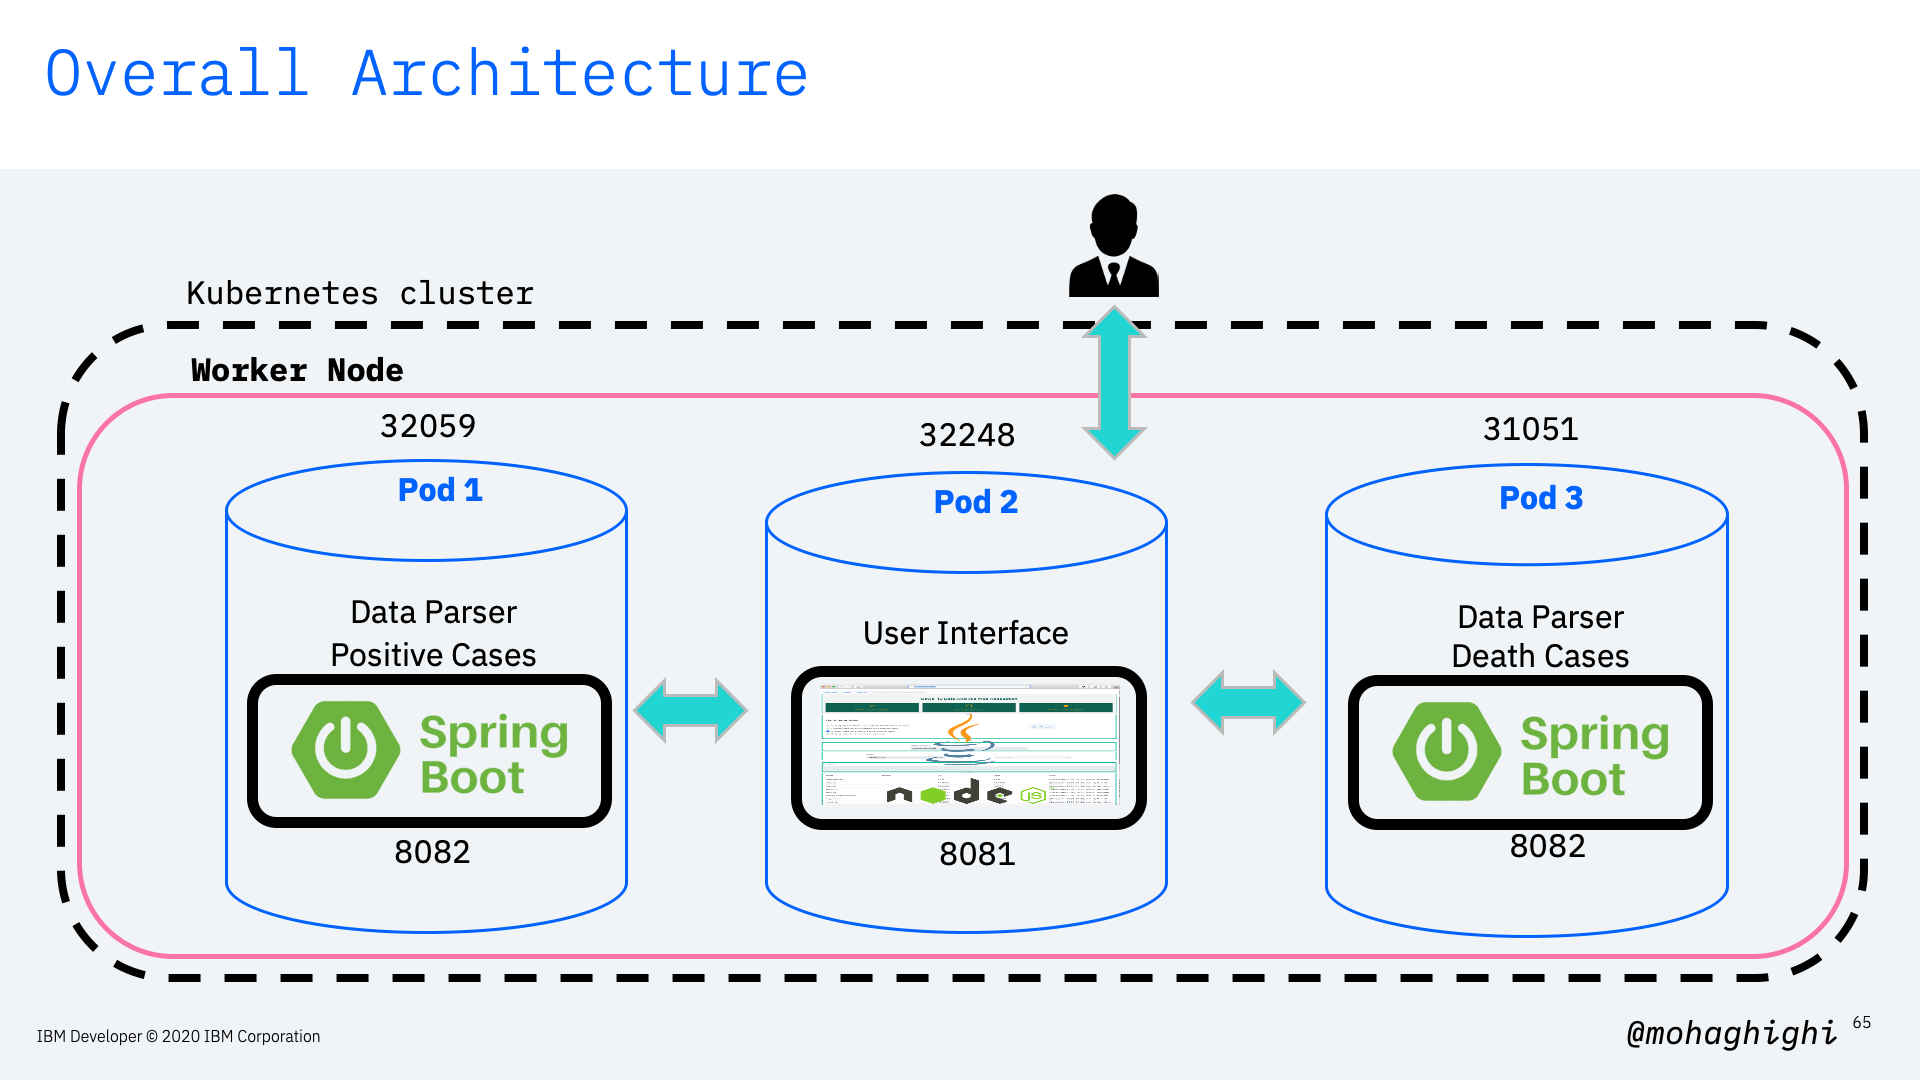 Overall Architecture
Kubernetes cluster
Worker Node
32059
32248
31051
Pod 1
Pod 2
Pod 3
Data Parser
Positive Cases
User Interface
Data Parser
Death Cases
Spring
Boot
node
JS
Spring
Boot
8082
8081
8082
IBM Developer © 2020 IBM Corporation
@mohaghighi
65